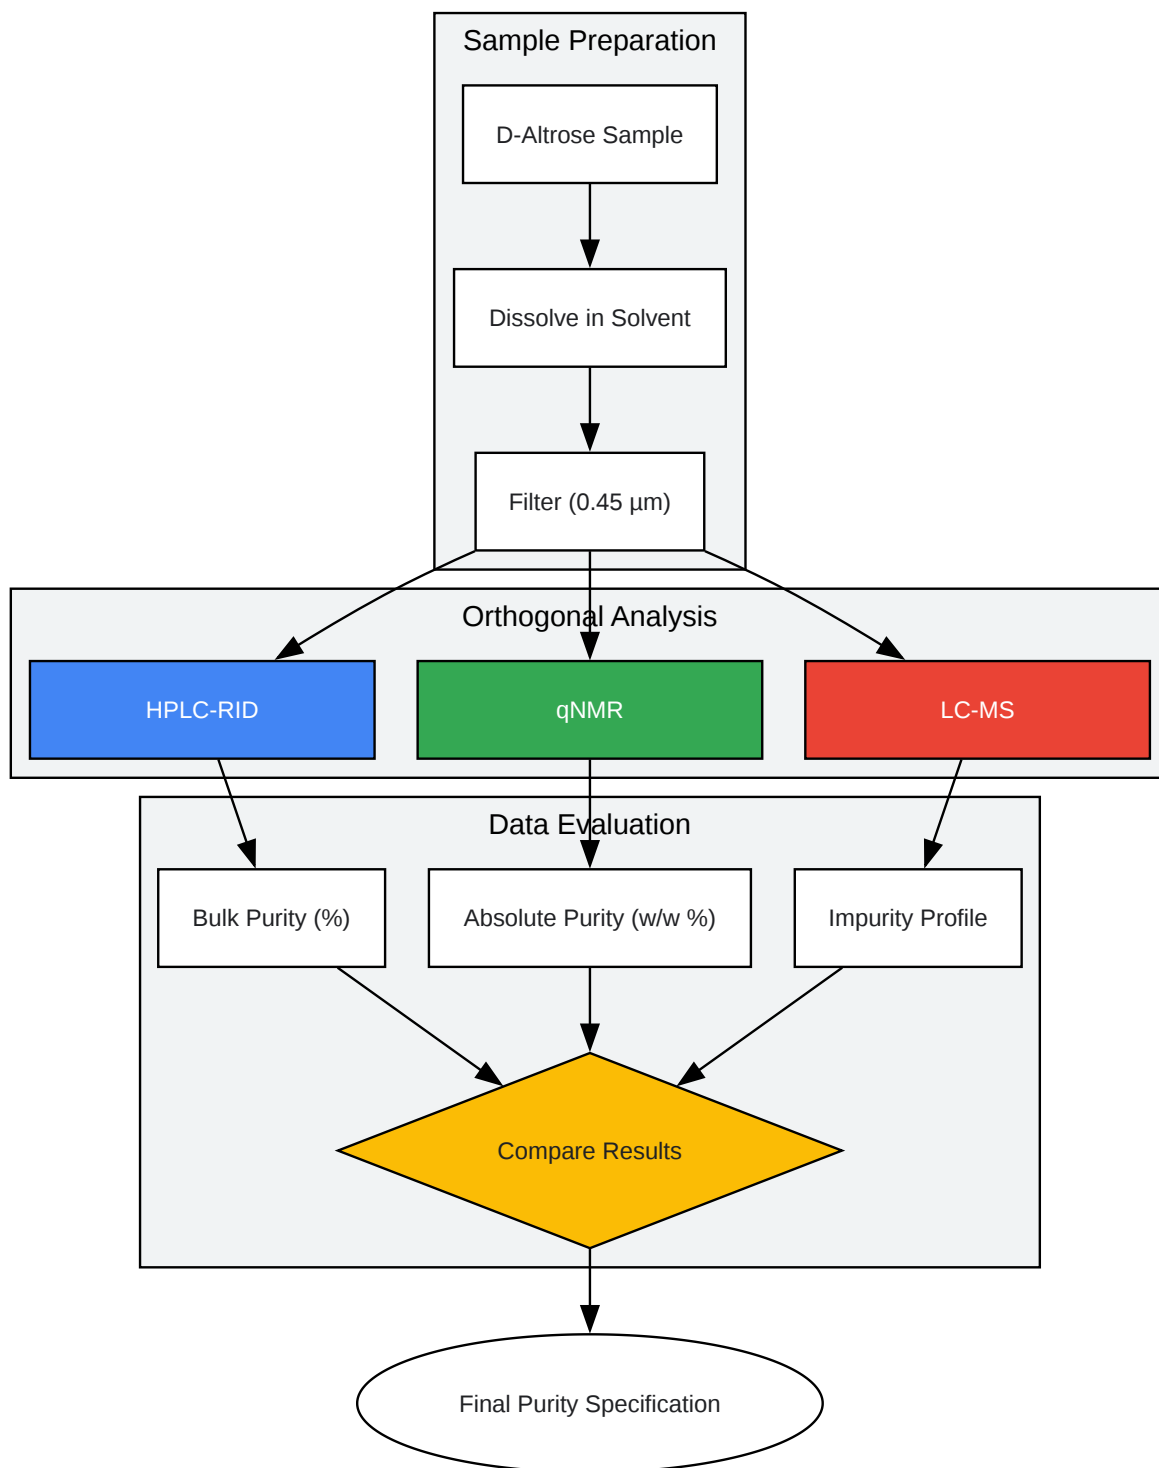 Sample Preparation
D-Altrose Sample
Dissolve in Solvent
Filter (0.45 µm)
Orthogonal Analysis
HPLC-RID
qNMR
LC-MS
Data Evaluation
Bulk Purity (%)
Absolute Purity (w/w %)
Impurity Profile
Compare Results
Final Purity Specification